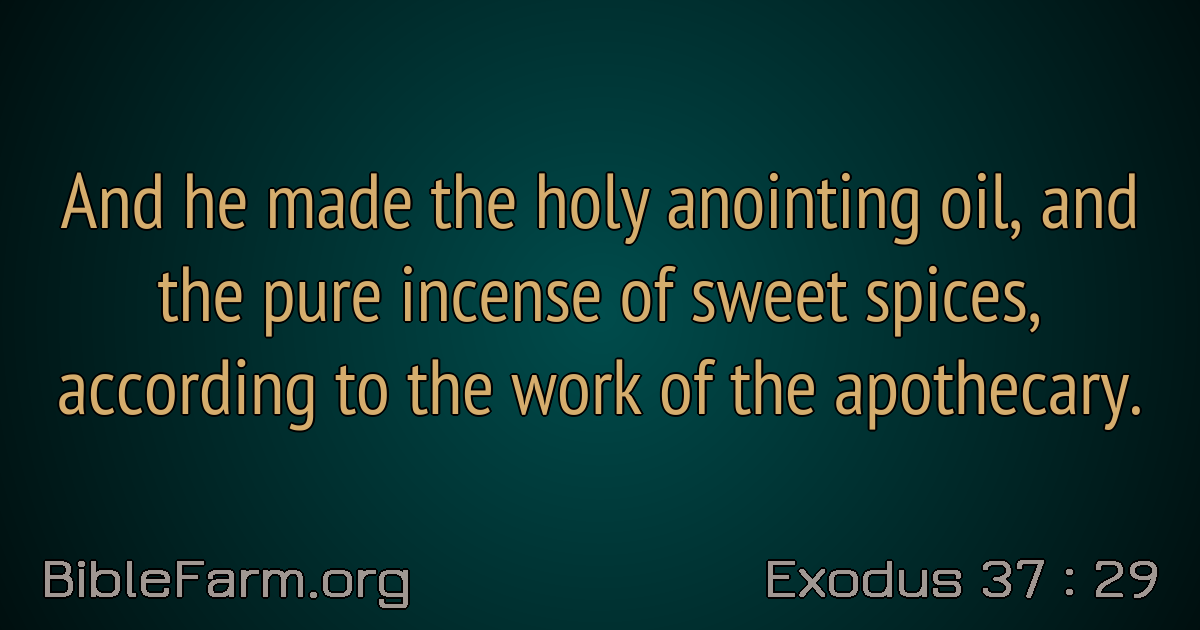 And he made the holy anointing oil, and
the pure incense of sweet spices,
according to the work of the apothecary.
BibleFarm.org
Exodus 37 : 29